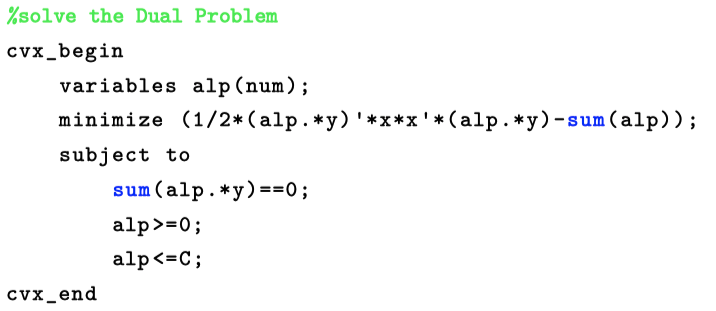 %solve the Dual Problem
cvx_begin
    variables alp(num);
    minimize (1/2*(alp.*y)'*x*x'*(alp.*y)-sum(alp));
    subject to
        sum(alp.*y)==0;
        alp>=0;
        alp<=C;
cvx_end